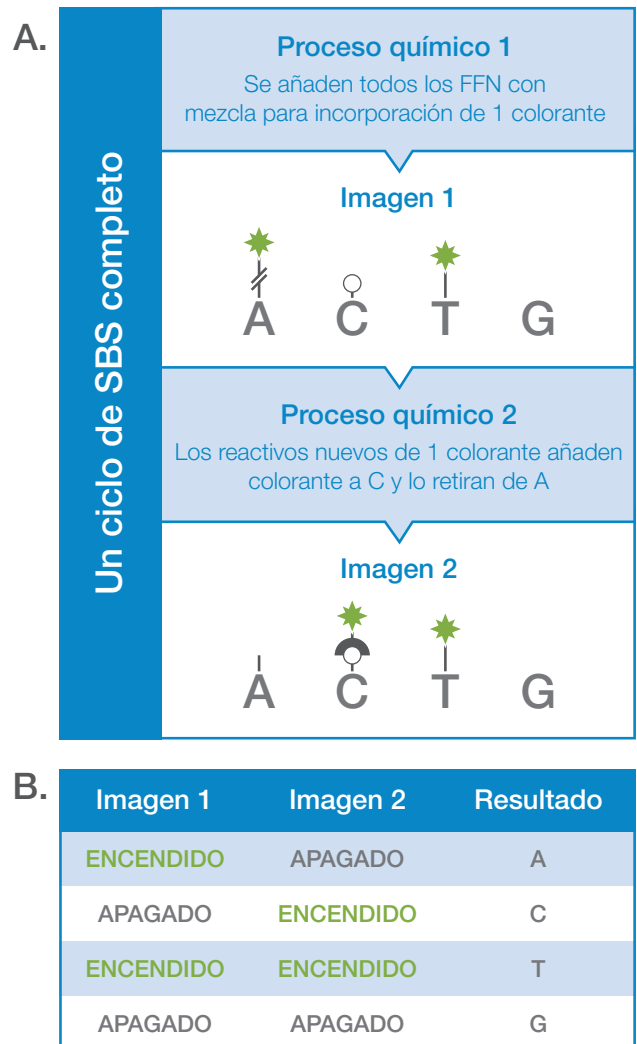 A.
Un ciclo de SBS completo
Proceso químico 1
Se añaden todos los FFN con
mezcla para incorporación de 1 colorante
Imagen 1
A C T G
Proceso químico 2
Los reactivos nuevos de 1 colorante añaden
colorante a C y lo retiran de A
Imagen 2
A C T G
B.
Imagen 1 Imagen 2 Resultado
ENCENDIDO APAGADO A
APAGADO ENCENDIDO C
ENCENDIDO ENCENDIDO T
APAGADO APAGADO G